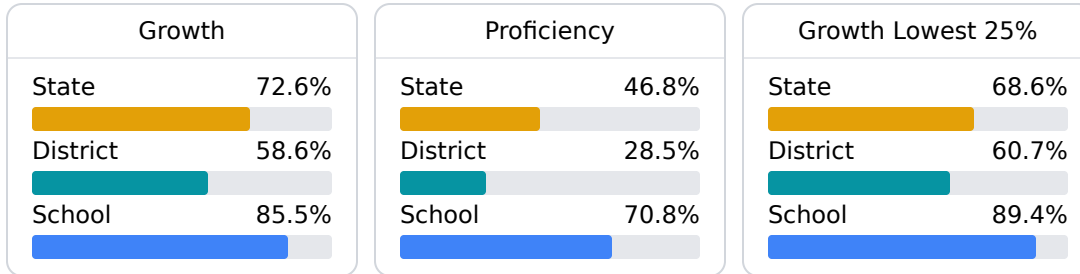 Growth
State 72.6%
District 58.6%
School 85.5%
Proficiency
State 46.8%
District 28.5%
School 70.8%
Growth Lowest 25%
State 68.6%
District 60.7%
School 89.4%